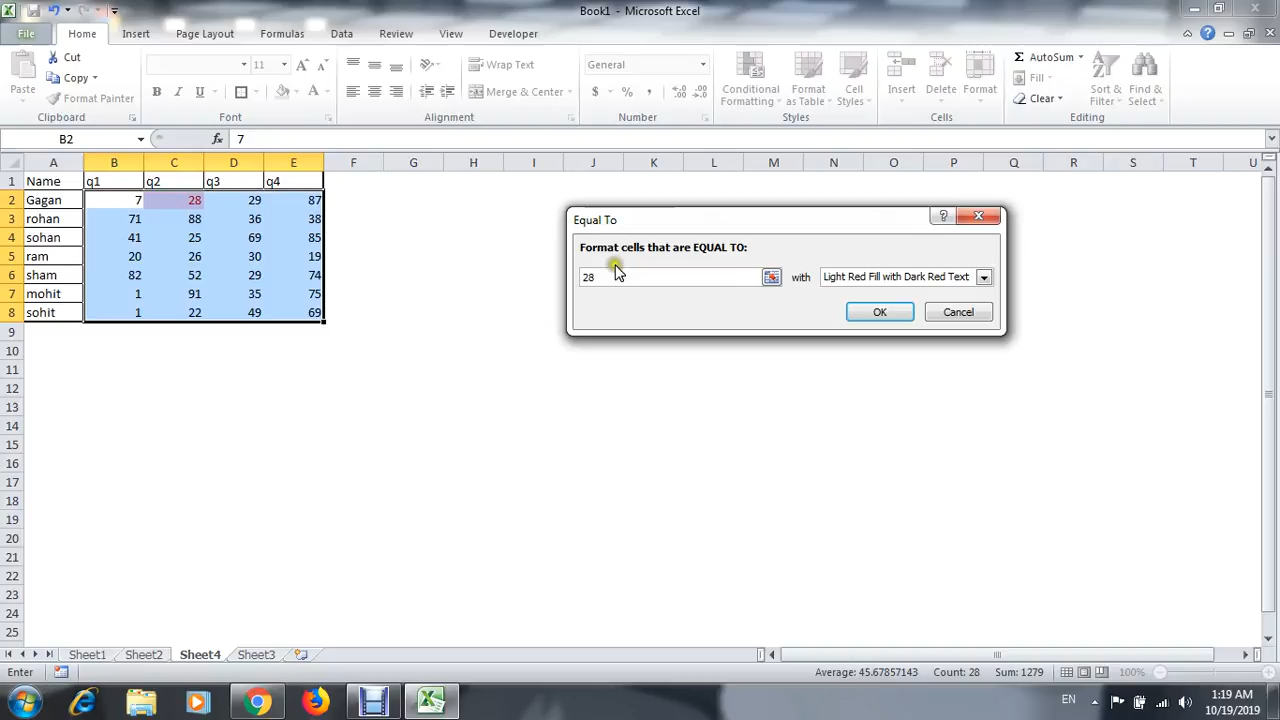 Book1 - Microsoft Excel
File Home Insert Page Layout Formulas Data Review View Developer
Cut
Copy
Format Painter
Paste
Clipboard
11
Font
Wrap Text
Merge & Center
Alignment
General
Number
Conditional Formatting
Format as Table
Cell Styles
Styles
Insert
Delete
Format
Cells
AutoSum
Fill
Clear
Sort & Filter
Find & Select
Editing
B2 fx 7
A B C D E F G H I J K L M N O P Q R S T U
1 Name q1 q2 q3 q4
2 Gagan 7 28 29 87
3 rohan 71 88 36 38
4 sohan 41 25 69 85
5 ram 20 26 30 19
6 sham 82 52 29 74
7 mohit 1 91 35 75
8 sohit 1 22 49 69
9
10
11
12
13
14
15
16
17
18
19
20
21
22
23
24
25
Equal To
Format cells that are EQUAL TO:
28 with Light Red Fill with Dark Red Text
OK Cancel
Sheet1 Sheet2 Sheet4 Sheet3
Enter Average: 45.67857143 Count: 28 Sum: 1279 100%
EN 1:19 AM
10/19/2019